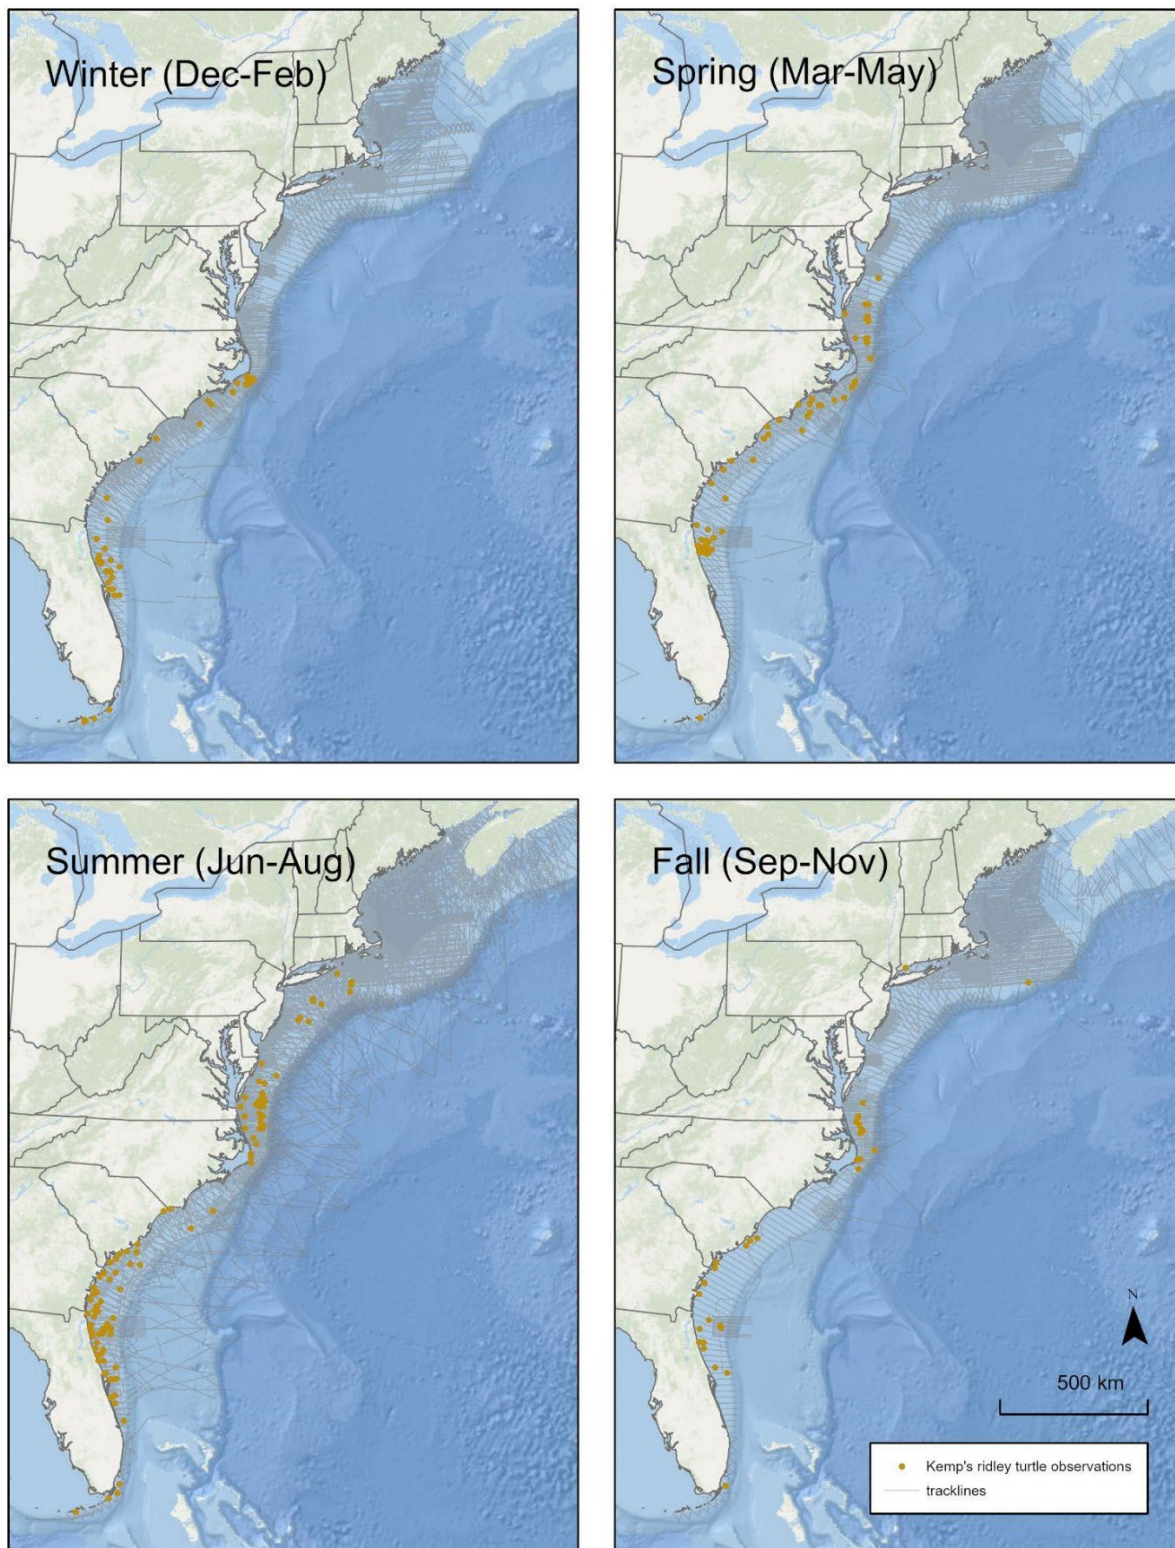 Winter (Dec-Feb)
Spring (Mar-May)
Summer (Jun-Aug)
Fall (Sep-Nov)
N
500 km
Kemp's ridley turtle observations
tracklines